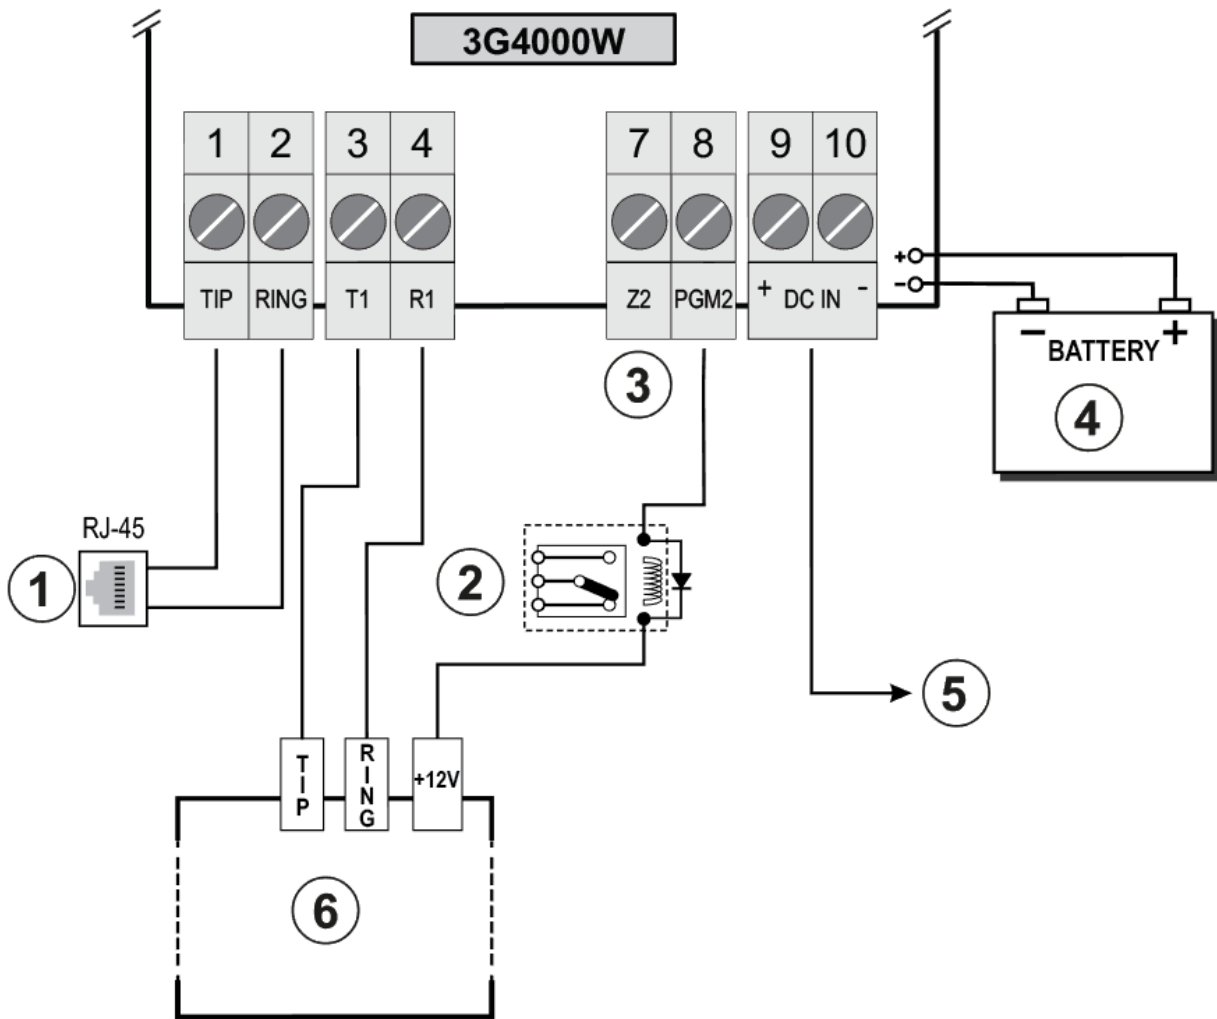 3G4000W
1 2 3 4 7 8 9 10
TIP RING T1 R1 Z2 PGM2 + DC IN -
+
-
- +
BATTERY
3
4
RJ-45
1
2
5
TIP RING +12V
6